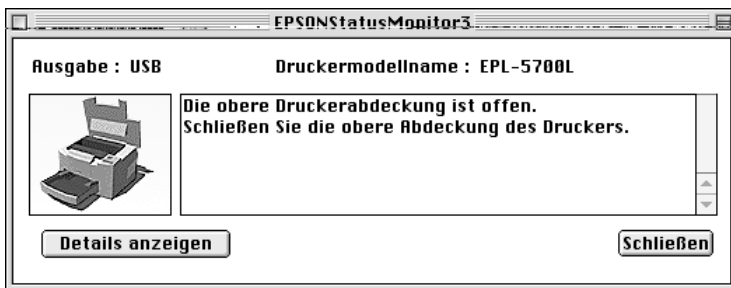 EPSONStatusMonitor3
Ausgabe : USB
Druckermodellname : EPL-5700L
Die obere Druckerabdeckung ist offen.
Schließen Sie die obere Abdeckung des Druckers.
Details anzeigen
Schließen